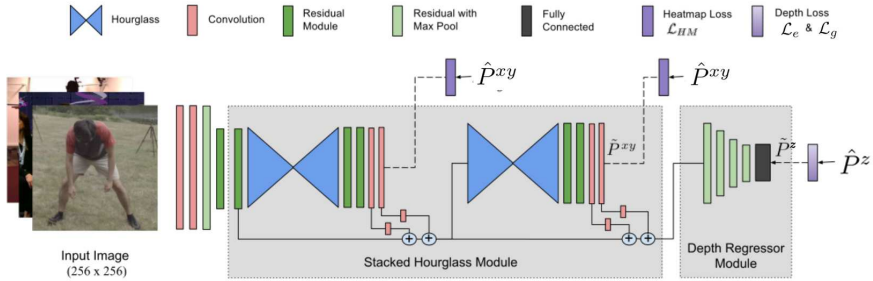 Hourglass
Convolution
Residual
Module
Residual with
Max Pool
Fully
Connected
Heatmap Loss
ℒ_HM
Depth Loss
ℒ_e & ℒ_g
P̂^xy
P̂^xy
P̃^xy
P̃^z
P̂^z
+
+
+
+
Input Image
(256 x 256)
Stacked Hourglass Module
Depth Regressor
Module